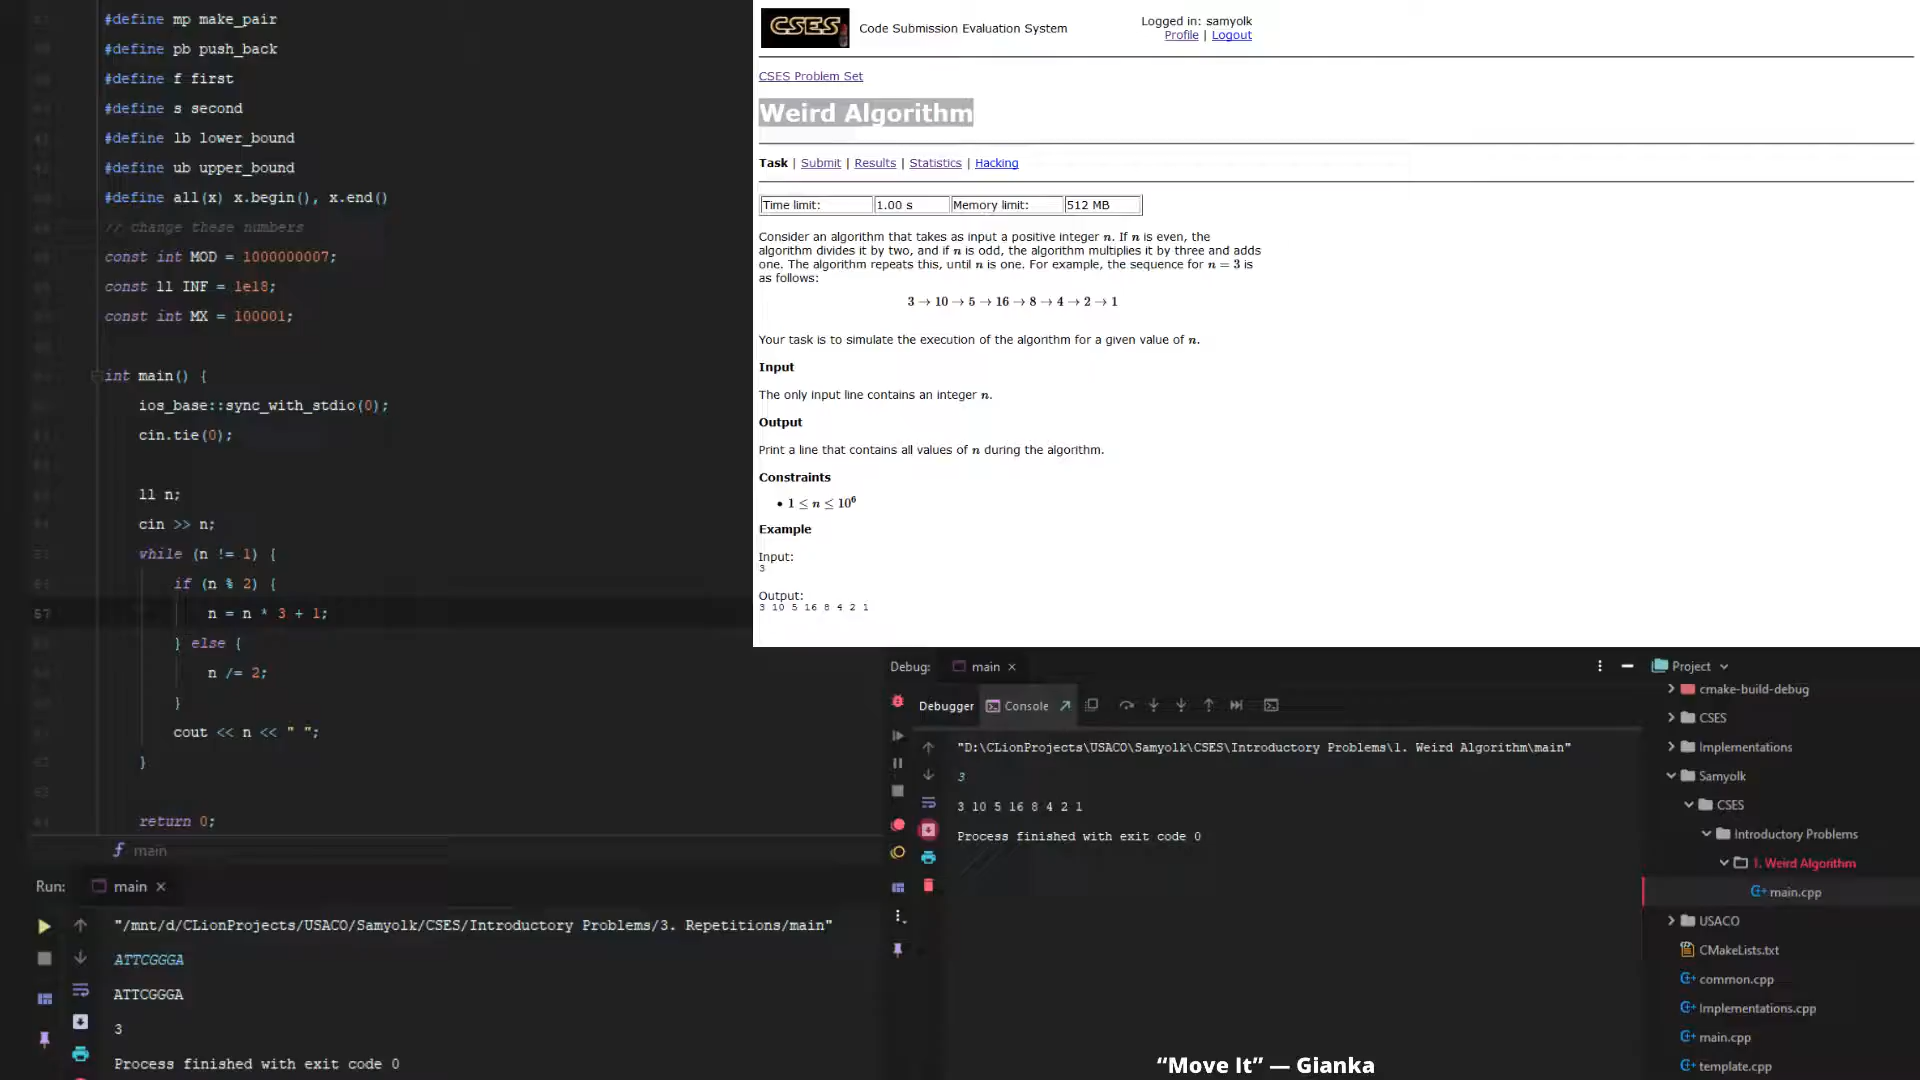 #define mp make_pair
#define pb push_back
#define f first
#define s second
#define lb lower_bound
#define ub upper_bound
#define all(x) x.begin(), x.end()
// change these numbers
const int MOD = 1000000007;
const ll INF = 1e18;
const int MX = 100001;
int main() {
ios_base::sync_with_stdio(0);
cin.tie(0);
ll n;
cin >> n;
while (n != 1) {
if (n % 2) {
57
n = n * 3 + 1;
} else {
n /= 2;
}
cout << n << " ";
}
return 0;
f main
CSES
Code Submission Evaluation System
Logged in: samyolk
Profile | Logout
CSES Problem Set
Weird Algorithm
Task | Submit | Results | Statistics | Hacking
Time limit: 1.00 s Memory limit: 512 MB
Consider an algorithm that takes as input a positive integer n. If n is even, the
algorithm divides it by two, and if n is odd, the algorithm multiplies it by three and adds
one. The algorithm repeats this, until n is one. For example, the sequence for n = 3 is
as follows:
3 → 10 → 5 → 16 → 8 → 4 → 2 → 1
Your task is to simulate the execution of the algorithm for a given value of n.
Input
The only input line contains an integer n.
Output
Print a line that contains all values of n during the algorithm.
Constraints
• 1 ≤ n ≤ 10⁶
Example
Input:
3
Output:
3 10 5 16 8 4 2 1
Run: main ×
"/mnt/d/CLionProjects/USACO/Samyolk/CSES/Introductory Problems/3. Repetitions/main"
ATTCGGGA
ATTCGGGA
3
Process finished with exit code 0
Debug: main ×
Debugger Console
"D:\CLionProjects\USACO\Samyolk\CSES\Introductory Problems\1. Weird Algorithm\main"
3
3 10 5 16 8 4 2 1
Process finished with exit code 0
Project
cmake-build-debug
CSES
Implementations
Samyolk
CSES
Introductory Problems
1. Weird Algorithm
main.cpp
USACO
CMakeLists.txt
common.cpp
Implementations.cpp
main.cpp
template.cpp
“Move It” — Gianka